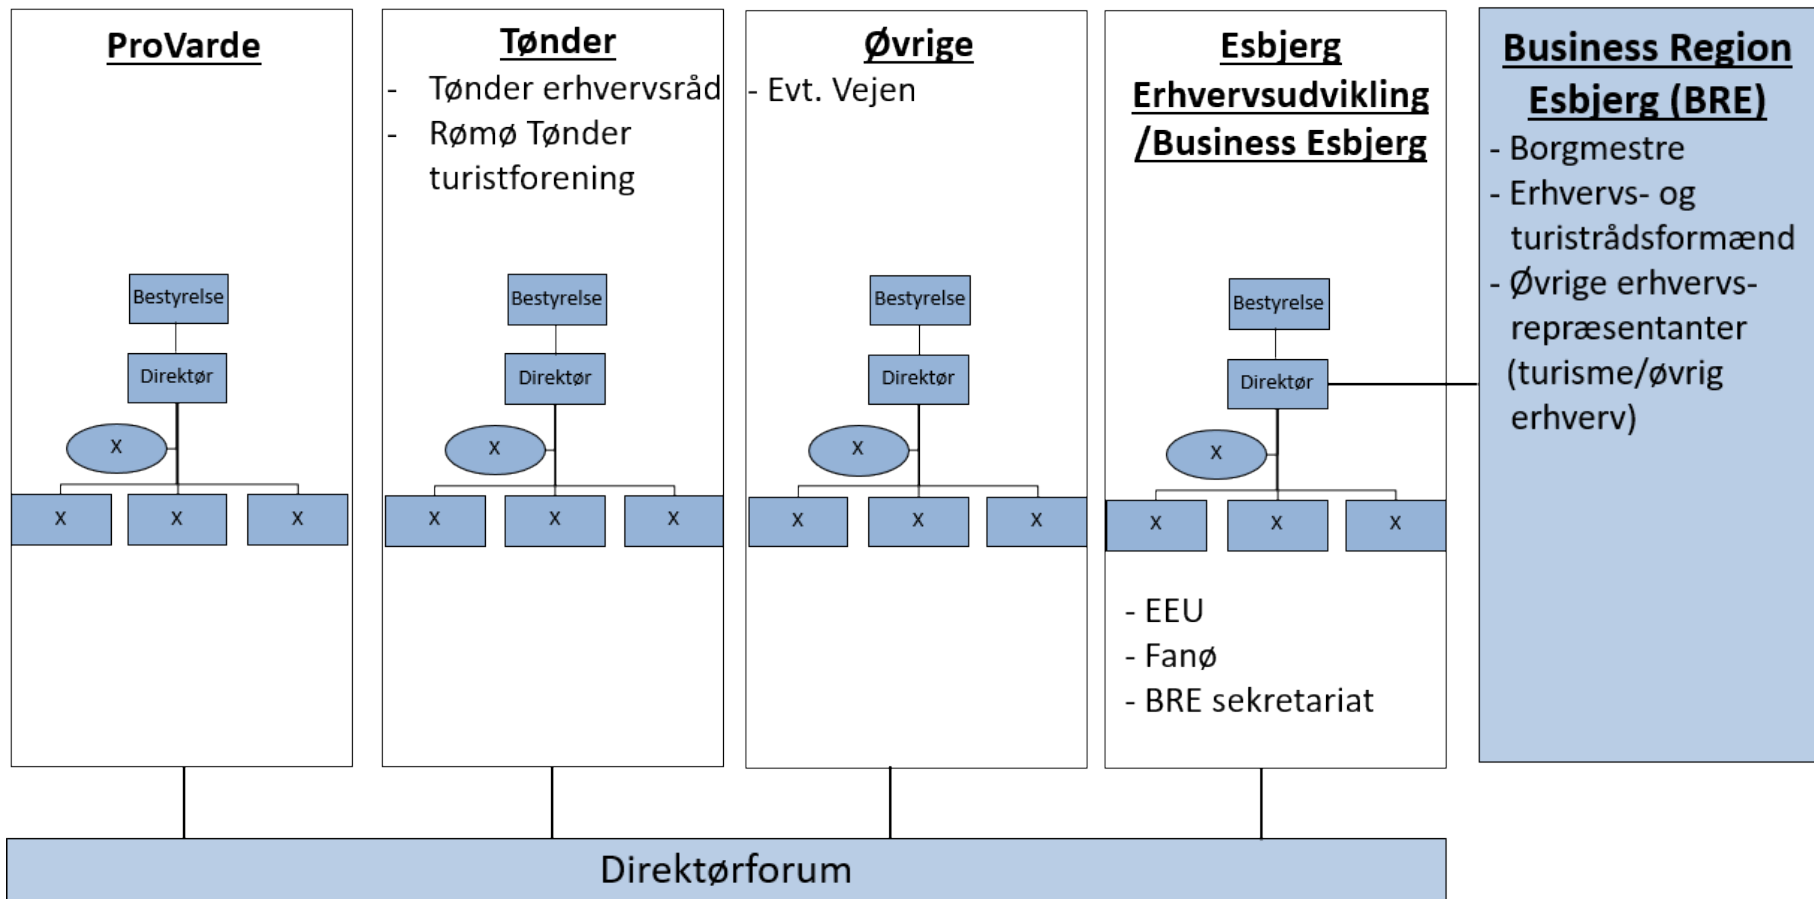 ProVarde
Bestyrelse
Direktør
X
X
X
X
Tønder
- Tønder erhvervsråd
- Rømø Tønder
turistforening
Bestyrelse
Direktør
X
X
X
X
Øvrige
- Evt. Vejen
Bestyrelse
Direktør
X
X
X
X
Esbjerg
Erhvervsudvikling
/Business Esbjerg
Bestyrelse
Direktør
X
X
X
X
- EEU
- Fanø
- BRE sekretariat
Business Region
Esbjerg (BRE)
- Borgmestre
- Erhvervs- og
turistrådsformænd
- Øvrige erhvervs-
repræsentanter
(turisme/øvrig
erhverv)
Direktørforum